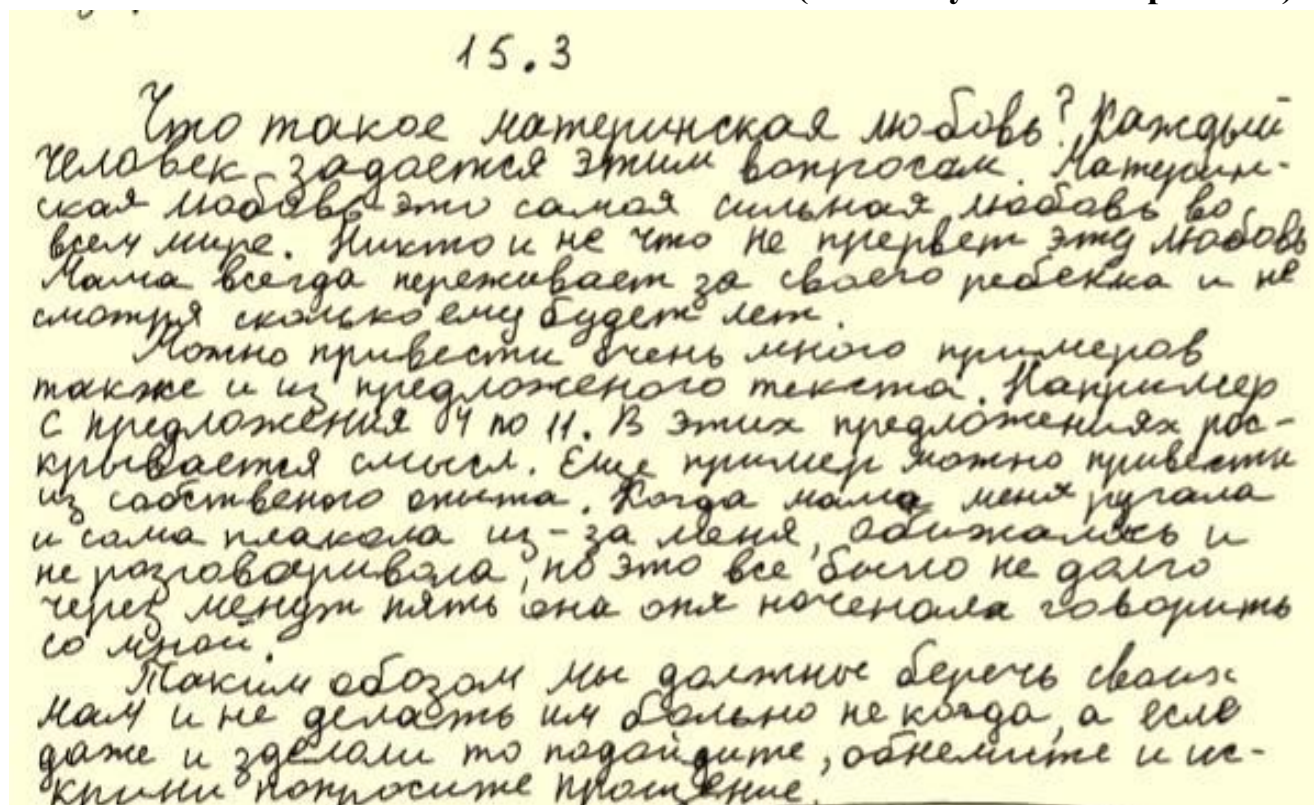 15.3
Что такое материнская любовь? Каждый
человек задается этим вопросам. Материн-
ская любовь это самая сильная любовь во
всем мире. Никто и не что не прервет эту любовь
Мама всегда переживает за своего ребенка и не
смотря сколько ему будет лет.
Можно привести очень много примеров
также и из предложеного текста. Например
с предложения 04 по 11. В этих предложениях рас-
крывается смысл. Еще пример можно привести
из собственого опыта. Когда мама меня ругала
и сама плакала из-за меня, обижалась и
не разговаривала, но это все было не долго
через менут пять она опя наченала говорить
со мной.
Таким обозам мы должные беречь своих
мам и не делать им больно не когда, а если
даже и зделали то подойдите, обнемите и ис-
крини попросите прощение.